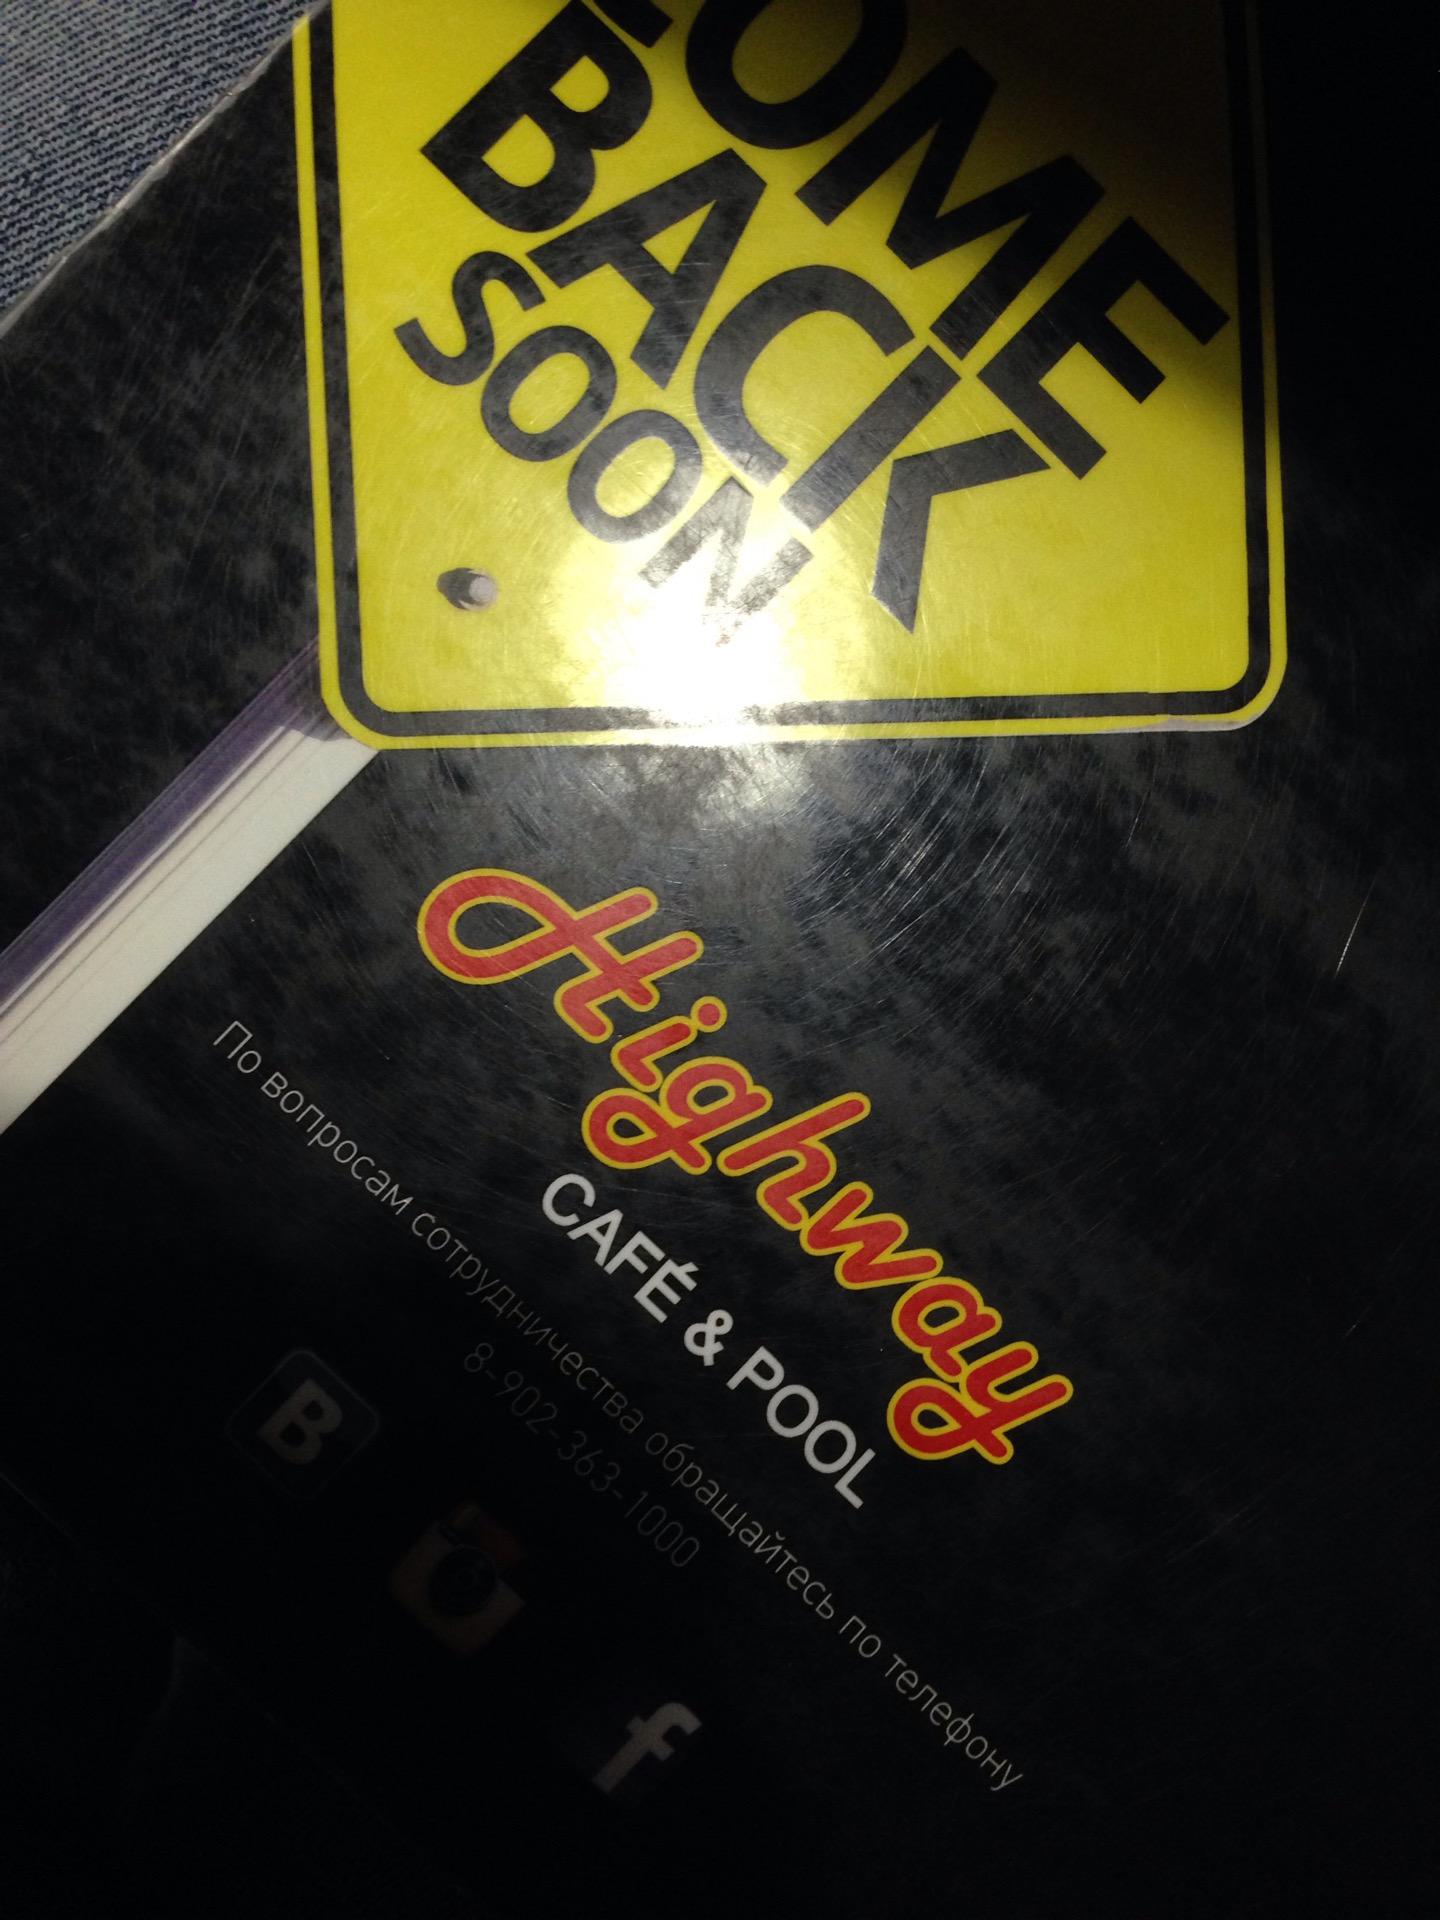 COME
BACK
SOON
Highway
CAFÉ & POOL
По вопросам сотрудничества обращайтесь по телефону
8-902-363-1000
B
f